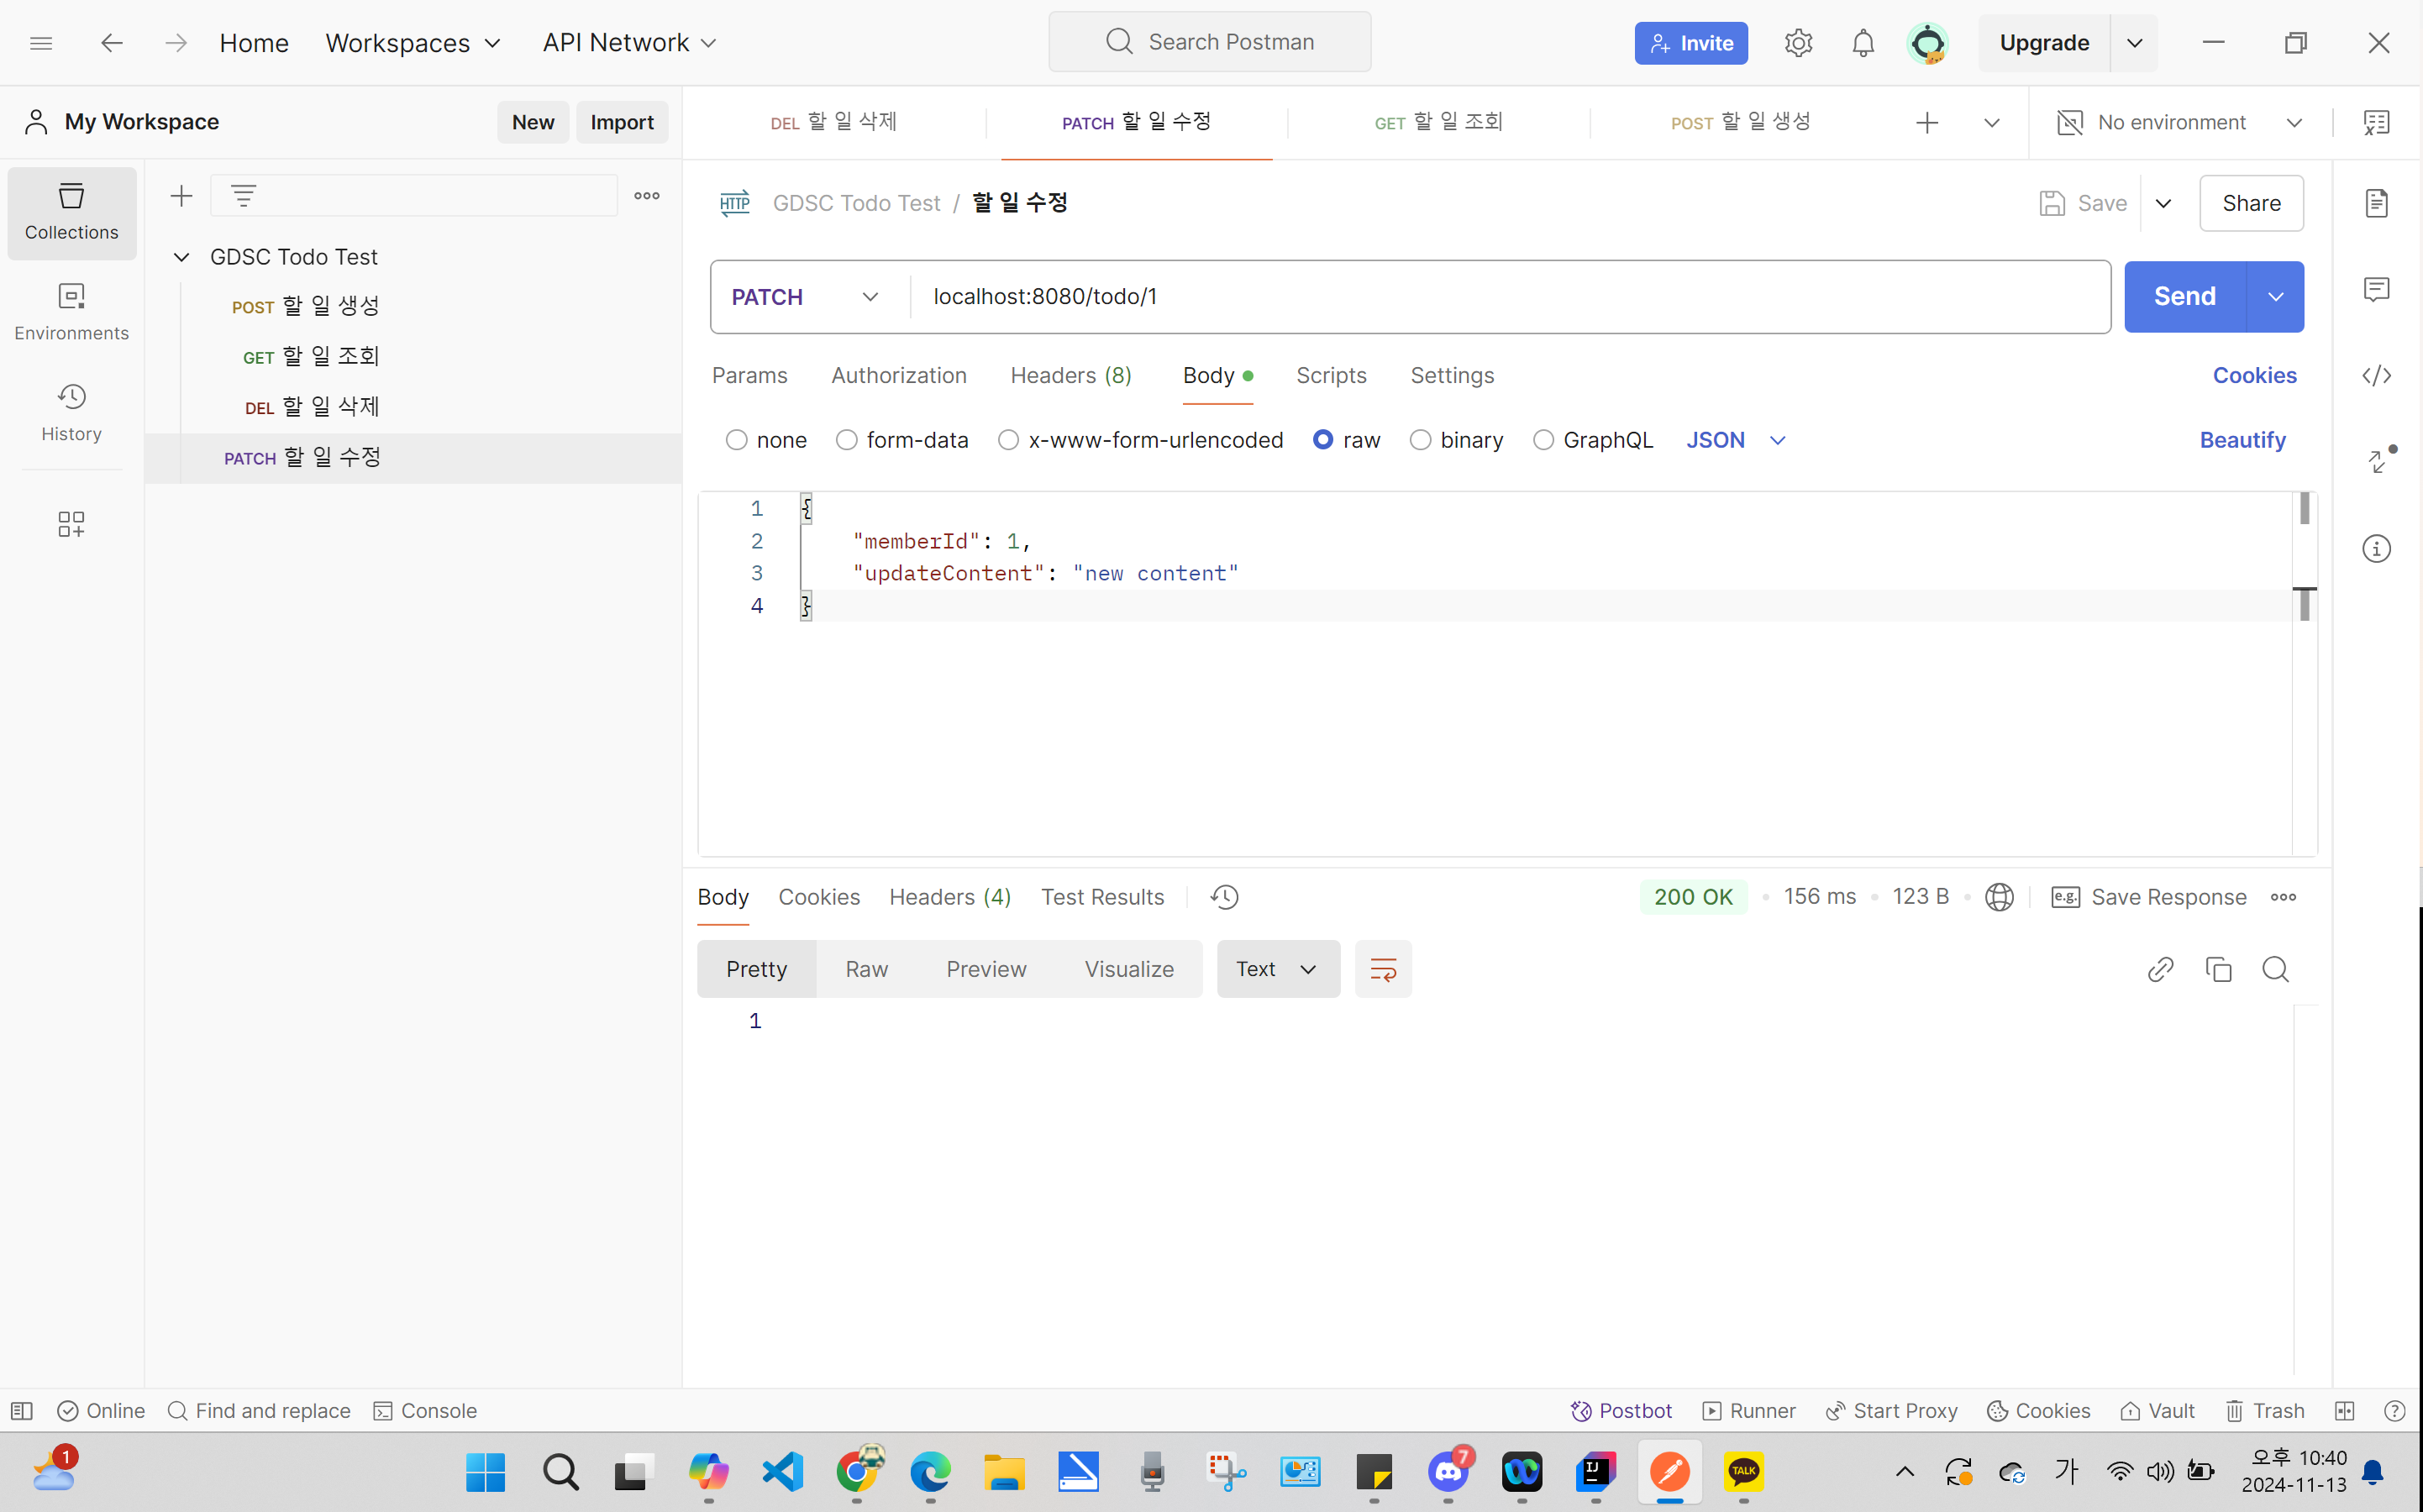 Home Workspaces API Network Search Postman Invite Upgrade
My Workspace New Import
DEL 할 일 삭제 PATCH 할 일 수정 GET 할 일 조회 POST 할 일 생성 No environment
Collections
Environments
History
GDSC Todo Test
POST 할 일 생성
GET 할 일 조회
DEL 할 일 삭제
PATCH 할 일 수정
HTTP GDSC Todo Test / 할 일 수정 Save Share
PATCH localhost:8080/todo/1 Send
Params Authorization Headers (8) Body Scripts Settings Cookies
none form-data x-www-form-urlencoded raw binary GraphQL JSON Beautify
1 {
2 "memberId": 1,
3 "updateContent": "new content"
4 }
Body Cookies Headers (4) Test Results 200 OK • 156 ms • 123 B • e.g. Save Response
Pretty Raw Preview Visualize Text
1
Online Find and replace Console Postbot Runner Start Proxy Cookies Vault Trash
1 7 IJ TALK 가 오후 10:40
2024-11-13